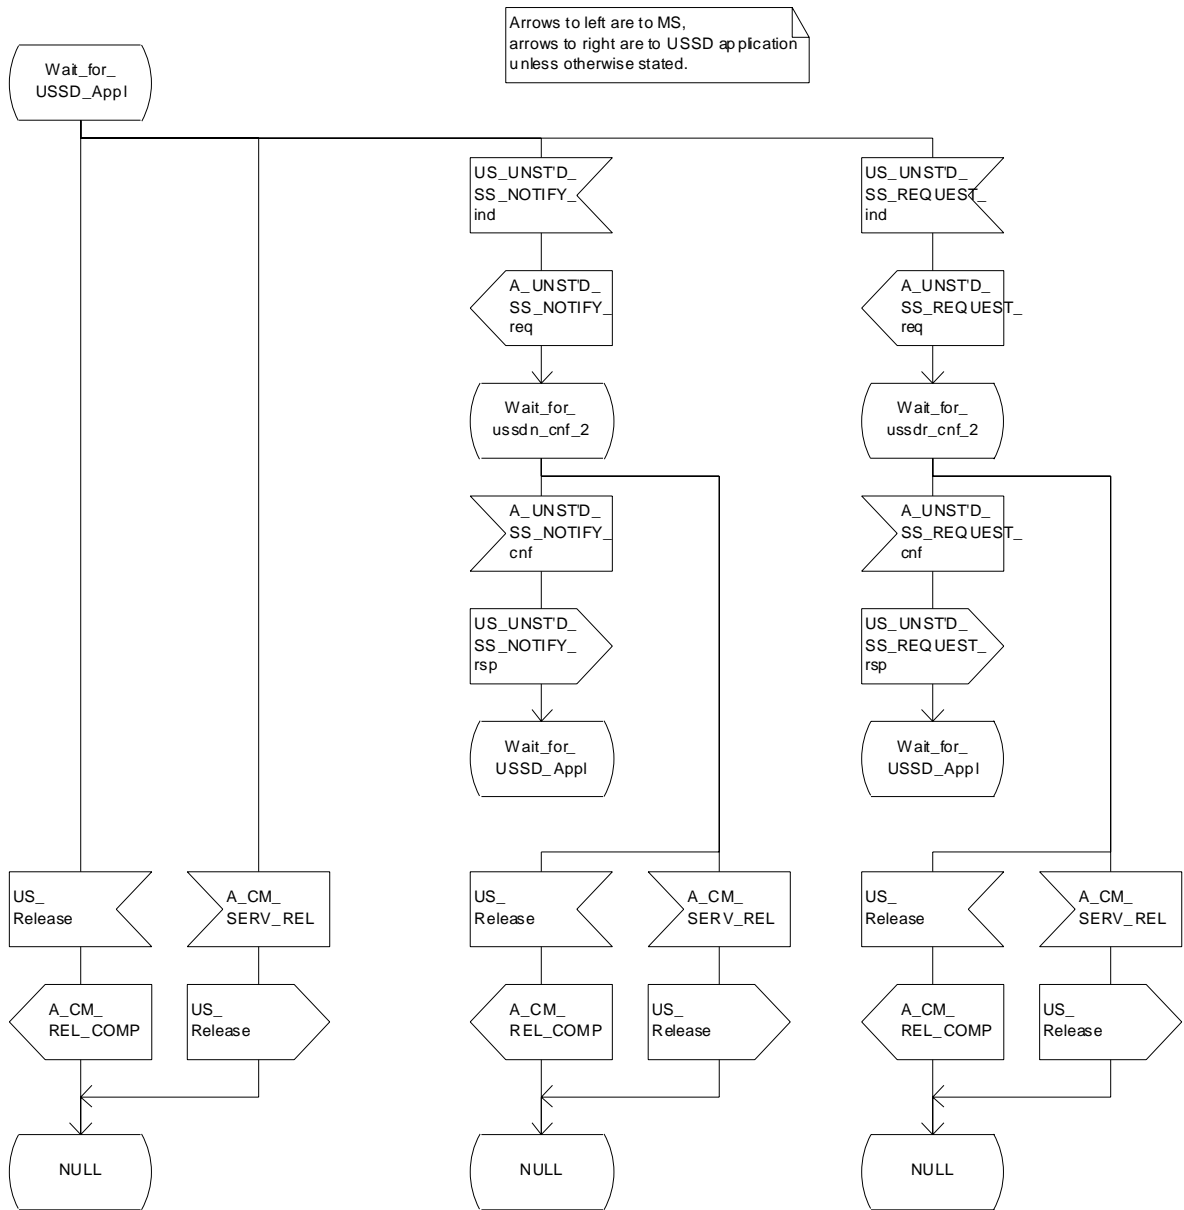 Arrows to left are to MS,
arrows to right are to USSD application
unless otherwise stated.
Wait_for_
USSD_Appl
US_UNST'D_
SS_NOTIFY_
ind
US_UNST'D_
SS_REQUEST_
ind
A_UNST'D_
SS_NOTIFY_
req
A_UNST'D_
SS_REQUEST_
req
Wait_for_
ussdn_cnf_2
Wait_for_
ussdr_cnf_2
A_UNST'D_
SS_NOTIFY_
cnf
A_UNST'D_
SS_REQUEST_
cnf
US_UNST'D_
SS_NOTIFY_
rsp
US_UNST'D_
SS_REQUEST_
rsp
Wait_for_
USSD_Appl
Wait_for_
USSD_Appl
US_
Release
A_CM_
SERV_REL
US_
Release
A_CM_
SERV_REL
US_
Release
A_CM_
SERV_REL
A_CM_
REL_COMP
US_
Release
A_CM_
REL_COMP
US_
Release
A_CM_
REL_COMP
US_
Release
NULL
NULL
NULL